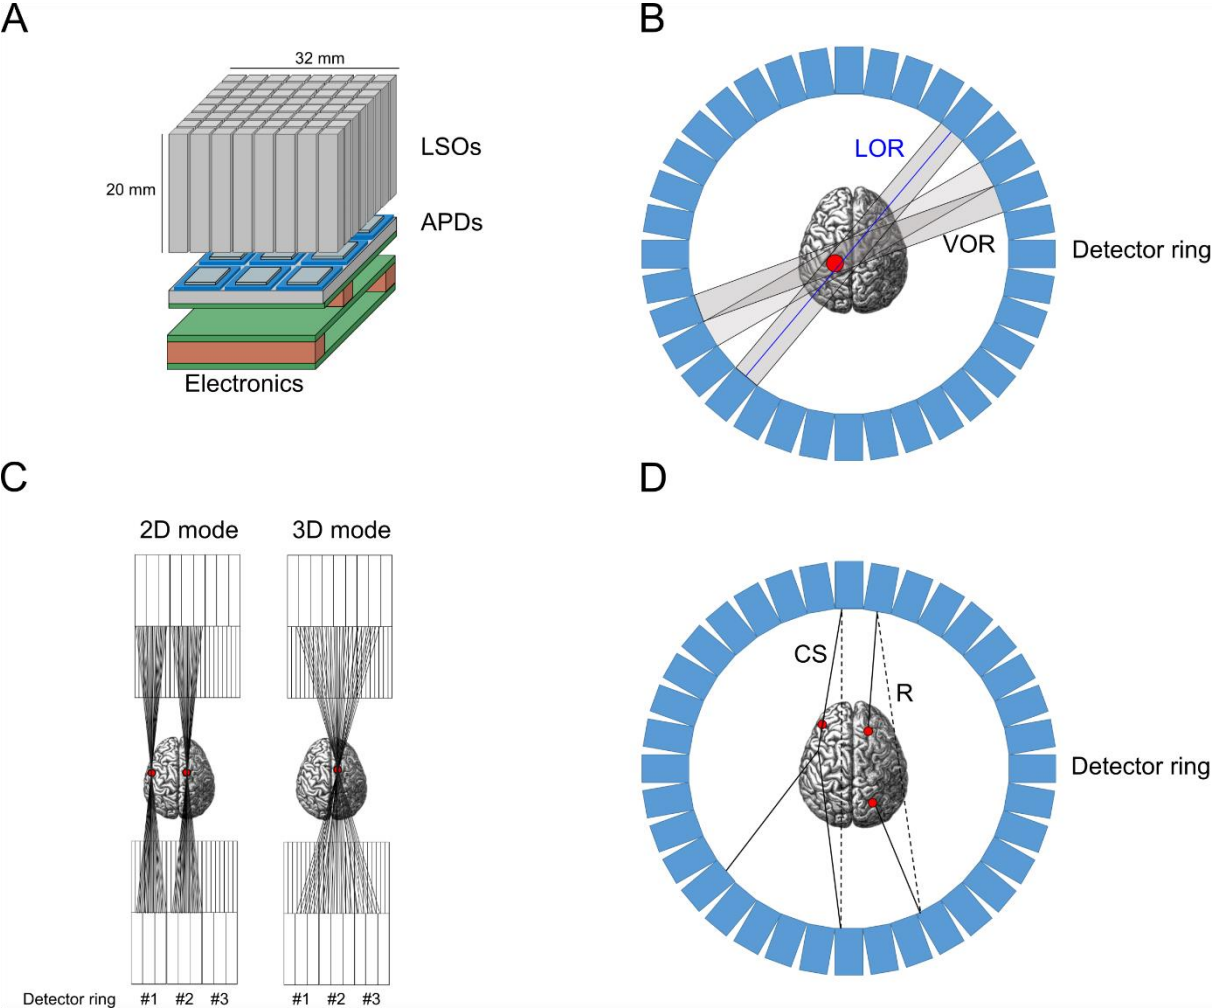 A
32 mm
LSOs
20 mm
APDs
Electronics
B
LOR
VOR
Detector ring
C
2D mode 3D mode
Detector ring #1 #2 #3 #1 #2 #3
D
CS
R
Detector ring